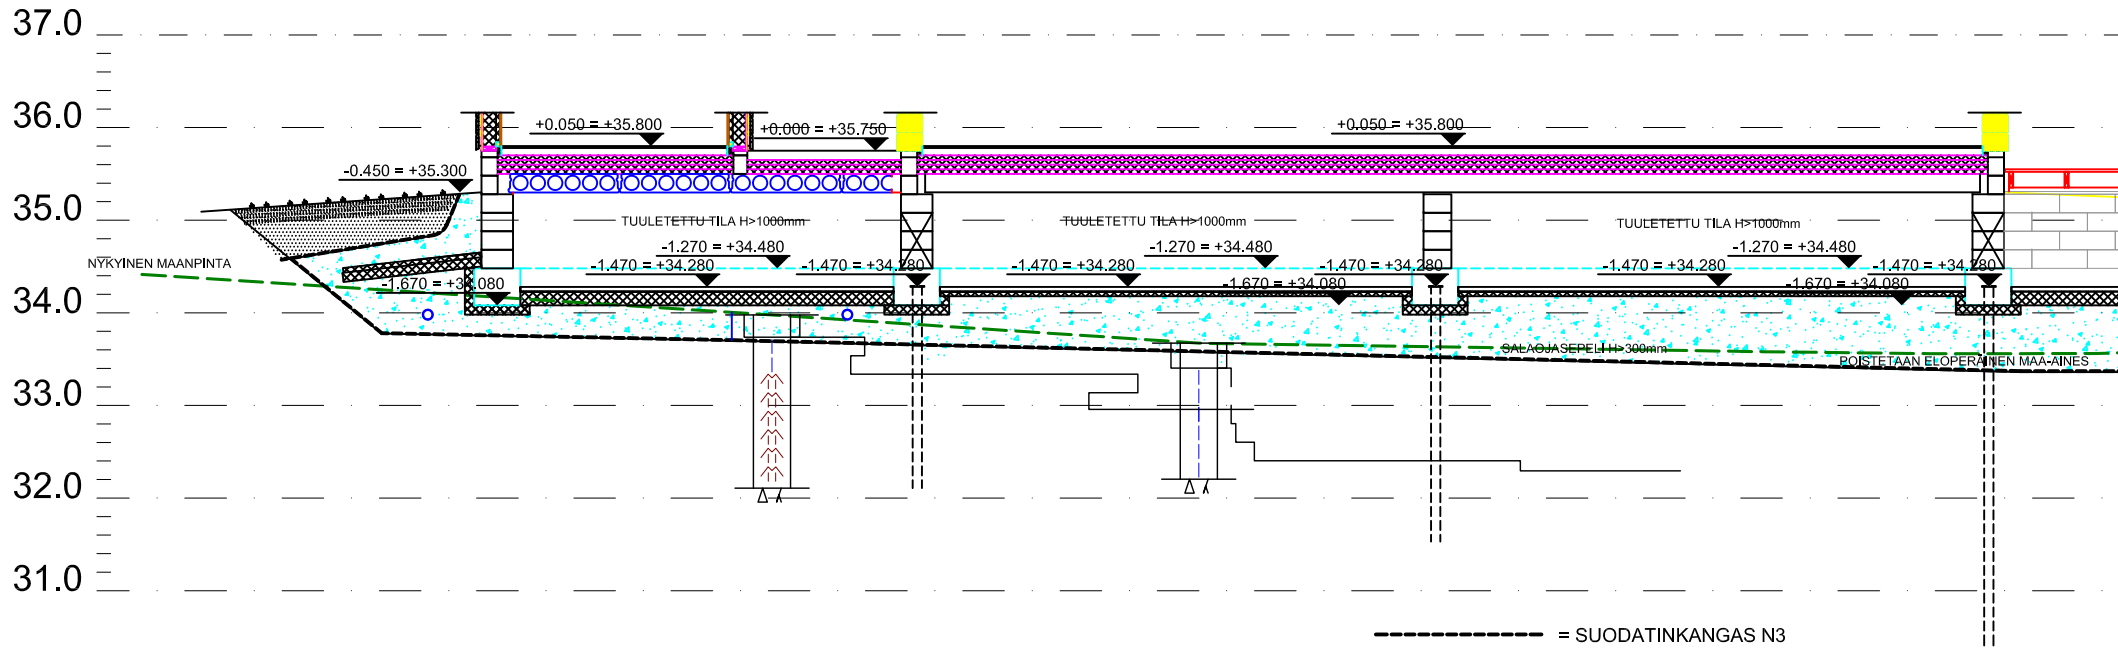 37.0
36.0
+0.050 = +35.800
+0.000 = +35.750
+0.050 = +35.800
-0.450 = +35.300
35.0
TUULETETTU TILA H>1000mm
TUULETETTU TILA H>1000mm
TUULETETTU TILA H>1000mm
-1.270 = +34.480
-1.270 = +34.480
-1.270 = +34.480
NYKYINEN MAANPINTA
-1.470 = +34.280
-1.470 = +34.280
-1.470 = +34.280
-1.470 = +34.280
-1.470 = +34.280
-1.470 = +34.280
-1.670 = +34.080
-1.670 = +34.080
-1.670 = +34.080
34.0
SALAOJASEPELI H>300mm
POISTETAAN ELOPERÄINEN MAA-AINES
33.0
32.0
31.0
= SUODATINKANGAS N3